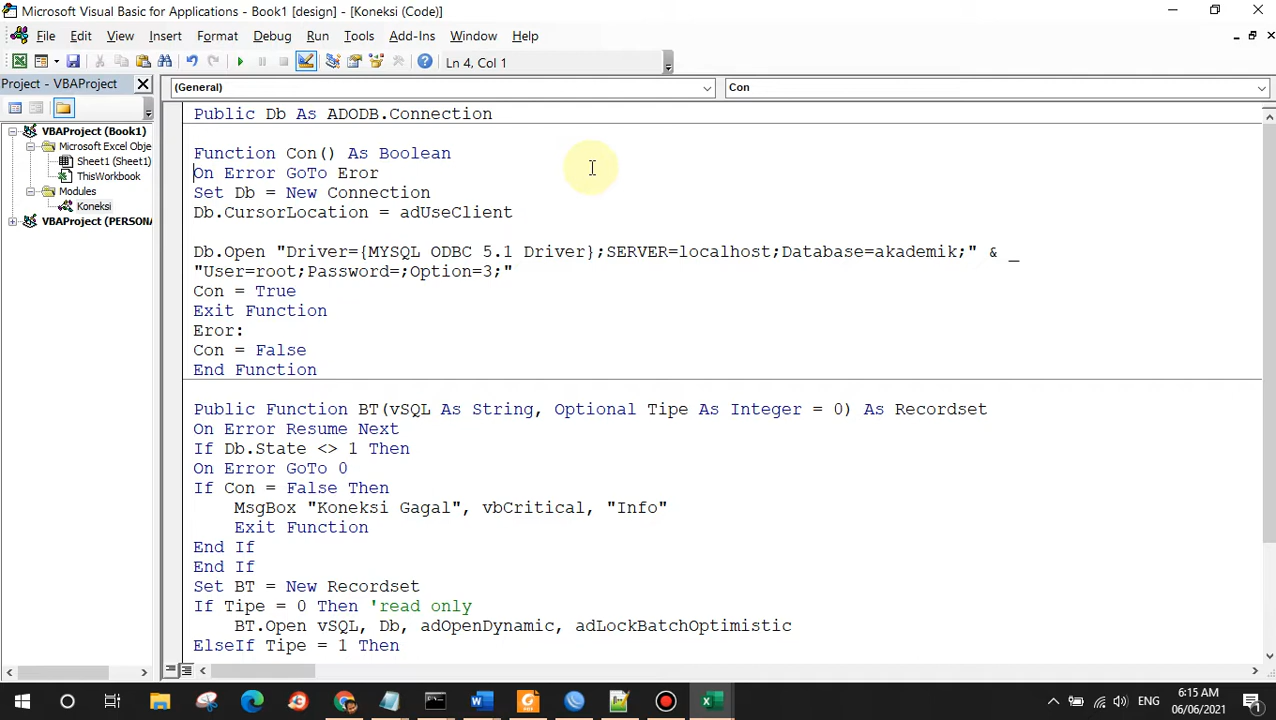 Microsoft Visual Basic for Applications - Book1 [design] - [Koneksi (Code)]
File Edit View Insert Format Debug Run Tools Add-Ins Window Help
Ln 4, Col 1
Project - VBAProject
(General)
Con
VBAProject (Book1)
Microsoft Excel Obje
Sheet1 (Sheet1)
ThisWorkbook
Modules
Koneksi
VBAProject (PERSONA
Public Db As ADODB.Connection
Function Con() As Boolean
On Error GoTo Eror
Set Db = New Connection
Db.CursorLocation = adUseClient
Db.Open "Driver={MYSQL ODBC 5.1 Driver};SERVER=localhost;Database=akademik;" & _
"User=root;Password=;Option=3;"
Con = True
Exit Function
Eror:
Con = False
End Function
Public Function BT(vSQL As String, Optional Tipe As Integer = 0) As Recordset
On Error Resume Next
If Db.State <> 1 Then
On Error GoTo 0
If Con = False Then
MsgBox "Koneksi Gagal", vbCritical, "Info"
Exit Function
End If
End If
Set BT = New Recordset
If Tipe = 0 Then 'read only
BT.Open vSQL, Db, adOpenDynamic, adLockBatchOptimistic
ElseIf Tipe = 1 Then
ENG
6:15 AM
06/06/2021